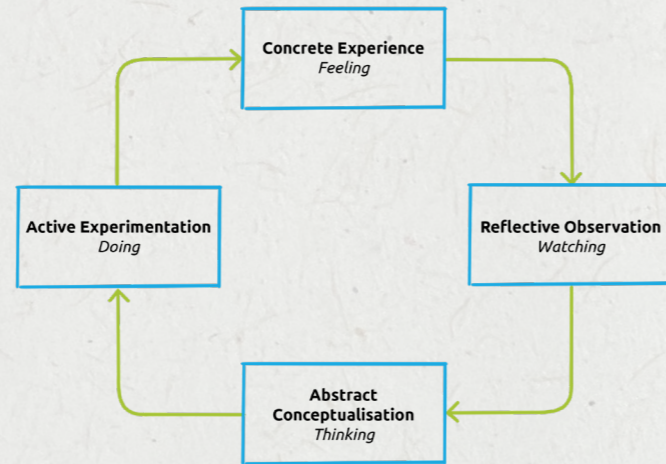 Concrete Experience
Feeling
Reflective Observation
Watching
Abstract
Conceptualisation
Thinking
Active Experimentation
Doing